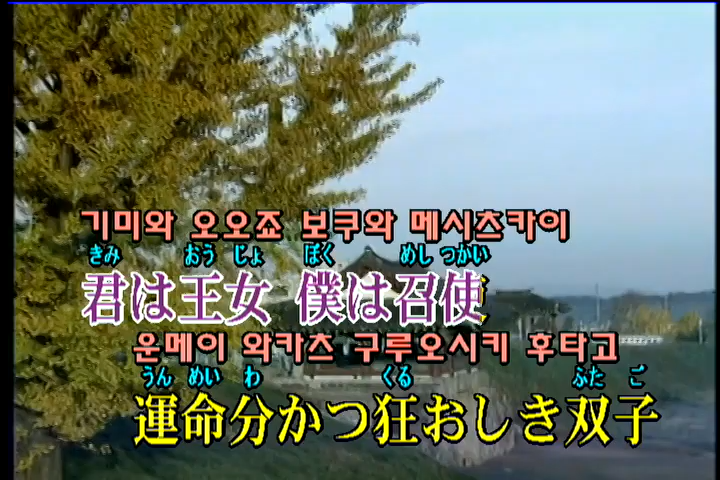 기미와 오오죠 보쿠와 메시츠카이
きみ おう じょ ぼく めし つかい
君は王女 僕は召使
운메이 와카츠 구루오시키 후타고
うん めい わ くる ふた ご
運命分かつ狂おしき双子